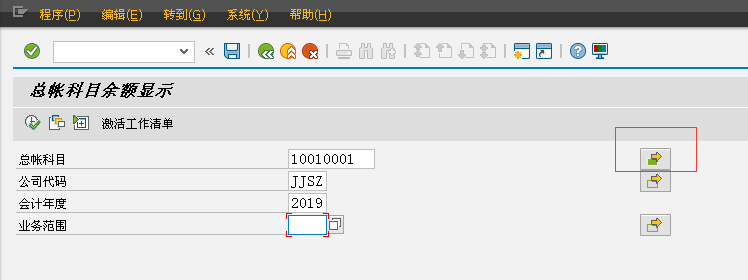 程序(P) 编辑(E) 转到(G) 系统(Y) 帮助(H)
总帐科目余额显示
激活工作清单
总帐科目 10010001
公司代码 JJSZ
会计年度 2019
业务范围